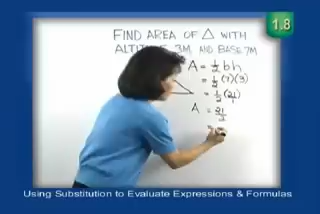 1.8
FIND AREA OF △ WITH
ALTITUDE 3M AND BASE 7M
A = ½ b h
= ½ (7)(3)
= ½ (21)
A = 21/2
=
Using Substitution to Evaluate Expressions & Formulas